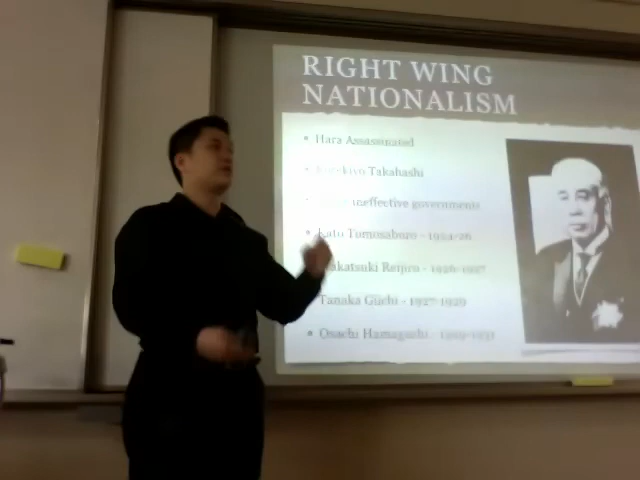 RIGHT WING
NATIONALISM
Hara Assassinated
Takahashi
ineffective governments
Kato Tomosaburo - 1924-26
Reijiro - 1926-1927
Tanaka Giichi - 1927-1929
Osachi Hamaguchi - 1929-1931